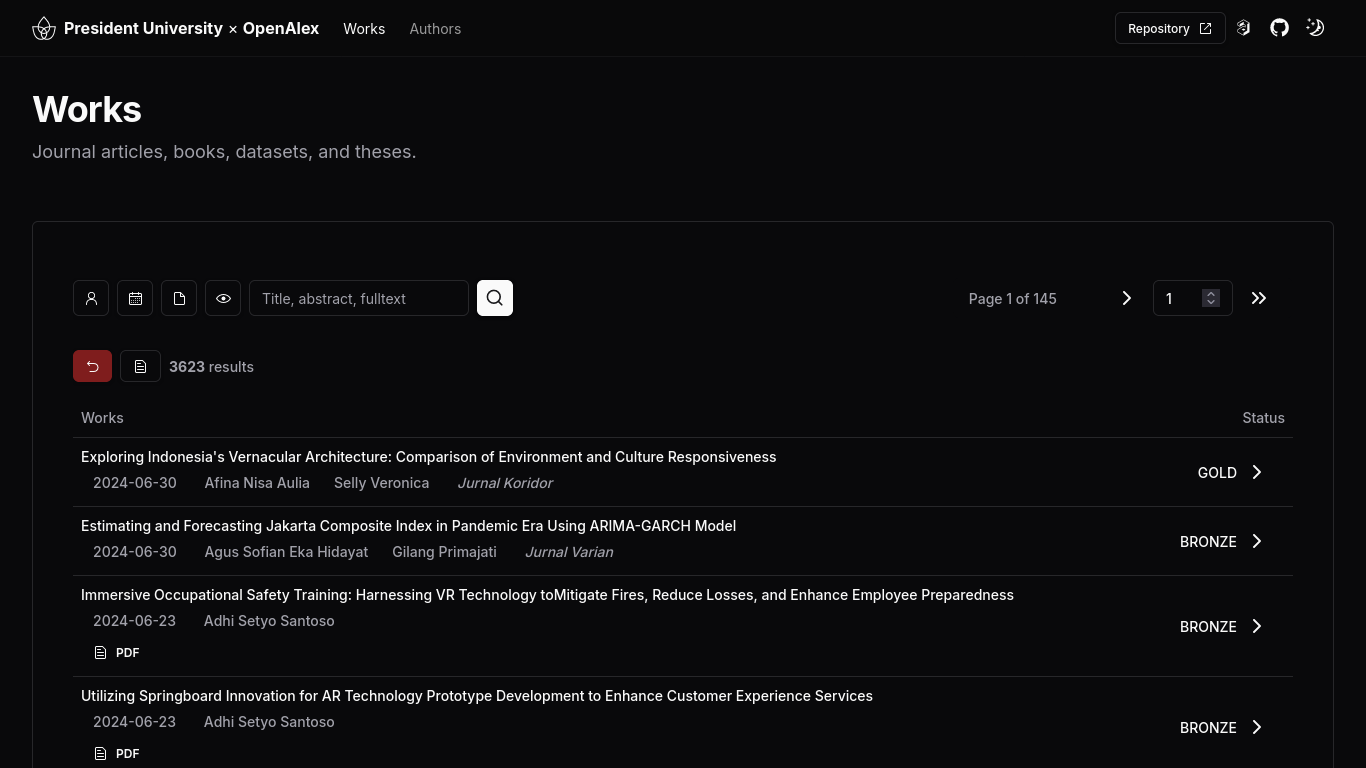 President University × OpenAlex Works Authors Repository
Works
Journal articles, books, datasets, and theses.
Title, abstract, fulltext Page 1 of 145 1
3623 results
Works Status
Exploring Indonesia's Vernacular Architecture: Comparison of Environment and Culture Responsiveness
2024-06-30 Afina Nisa Aulia Selly Veronica Jurnal Koridor
GOLD
Estimating and Forecasting Jakarta Composite Index in Pandemic Era Using ARIMA-GARCH Model
2024-06-30 Agus Sofian Eka Hidayat Gilang Primajati Jurnal Varian
BRONZE
Immersive Occupational Safety Training: Harnessing VR Technology toMitigate Fires, Reduce Losses, and Enhance Employee Preparedness
2024-06-23 Adhi Setyo Santoso
BRONZE
PDF
Utilizing Springboard Innovation for AR Technology Prototype Development to Enhance Customer Experience Services
2024-06-23 Adhi Setyo Santoso
BRONZE
PDF